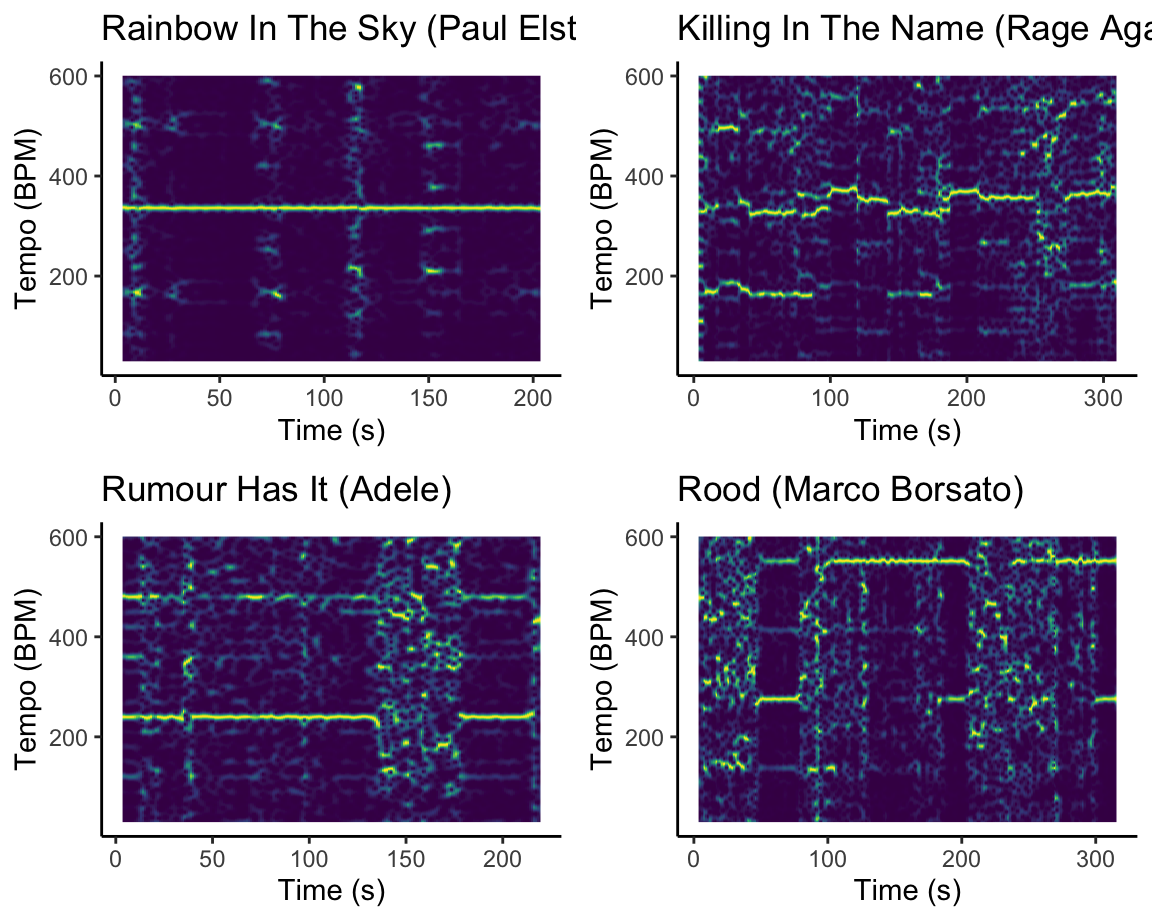 Rainbow In The Sky (Paul Elst
Killing In The Name (Rage Aga
600
400
200
Tempo (BPM)
0 50 100 150 200
Time (s)
600
400
200
Tempo (BPM)
0 100 200 300
Time (s)
Rumour Has It (Adele)
Rood (Marco Borsato)
600
400
200
Tempo (BPM)
0 50 100 150 200
Time (s)
600
400
200
Tempo (BPM)
0 100 200 300
Time (s)